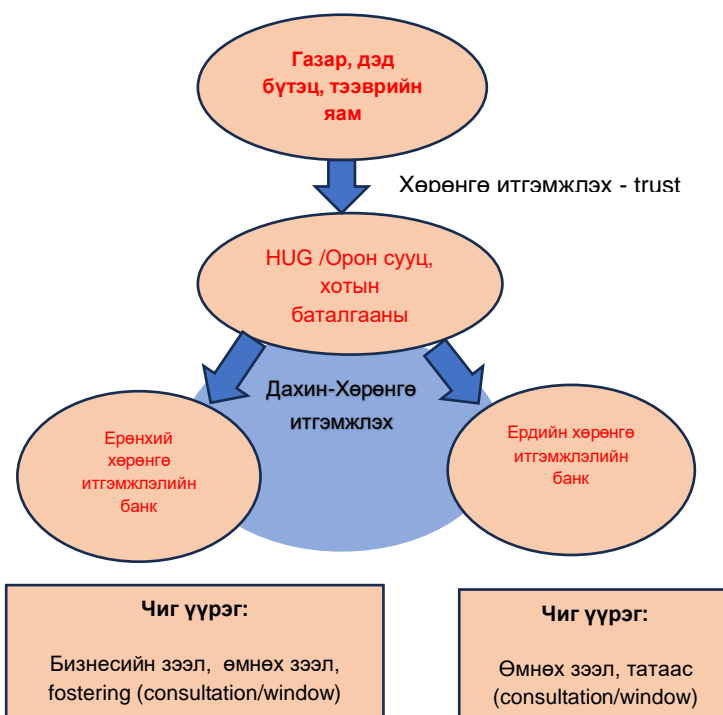 Газар, дэд
бүтэц, тээврийн
яам
Хөрөнгө итгэмжлэх - trust
HUG /Орон сууц,
хотын
баталгааны
Дахин-Хөрөнгө
итгэмжлэх
Ерөнхий
хөрөнгө
итгэмжлэлийн
банк
Ердийн хөрөнгө
итгэмжлэлийн
банк
Чиг үүрэг:
Бизнесийн зээл, өмнөх зээл,
fostering (consultation/window)
Чиг үүрэг:
Өмнөх зээл, татаас
(consultation/window)